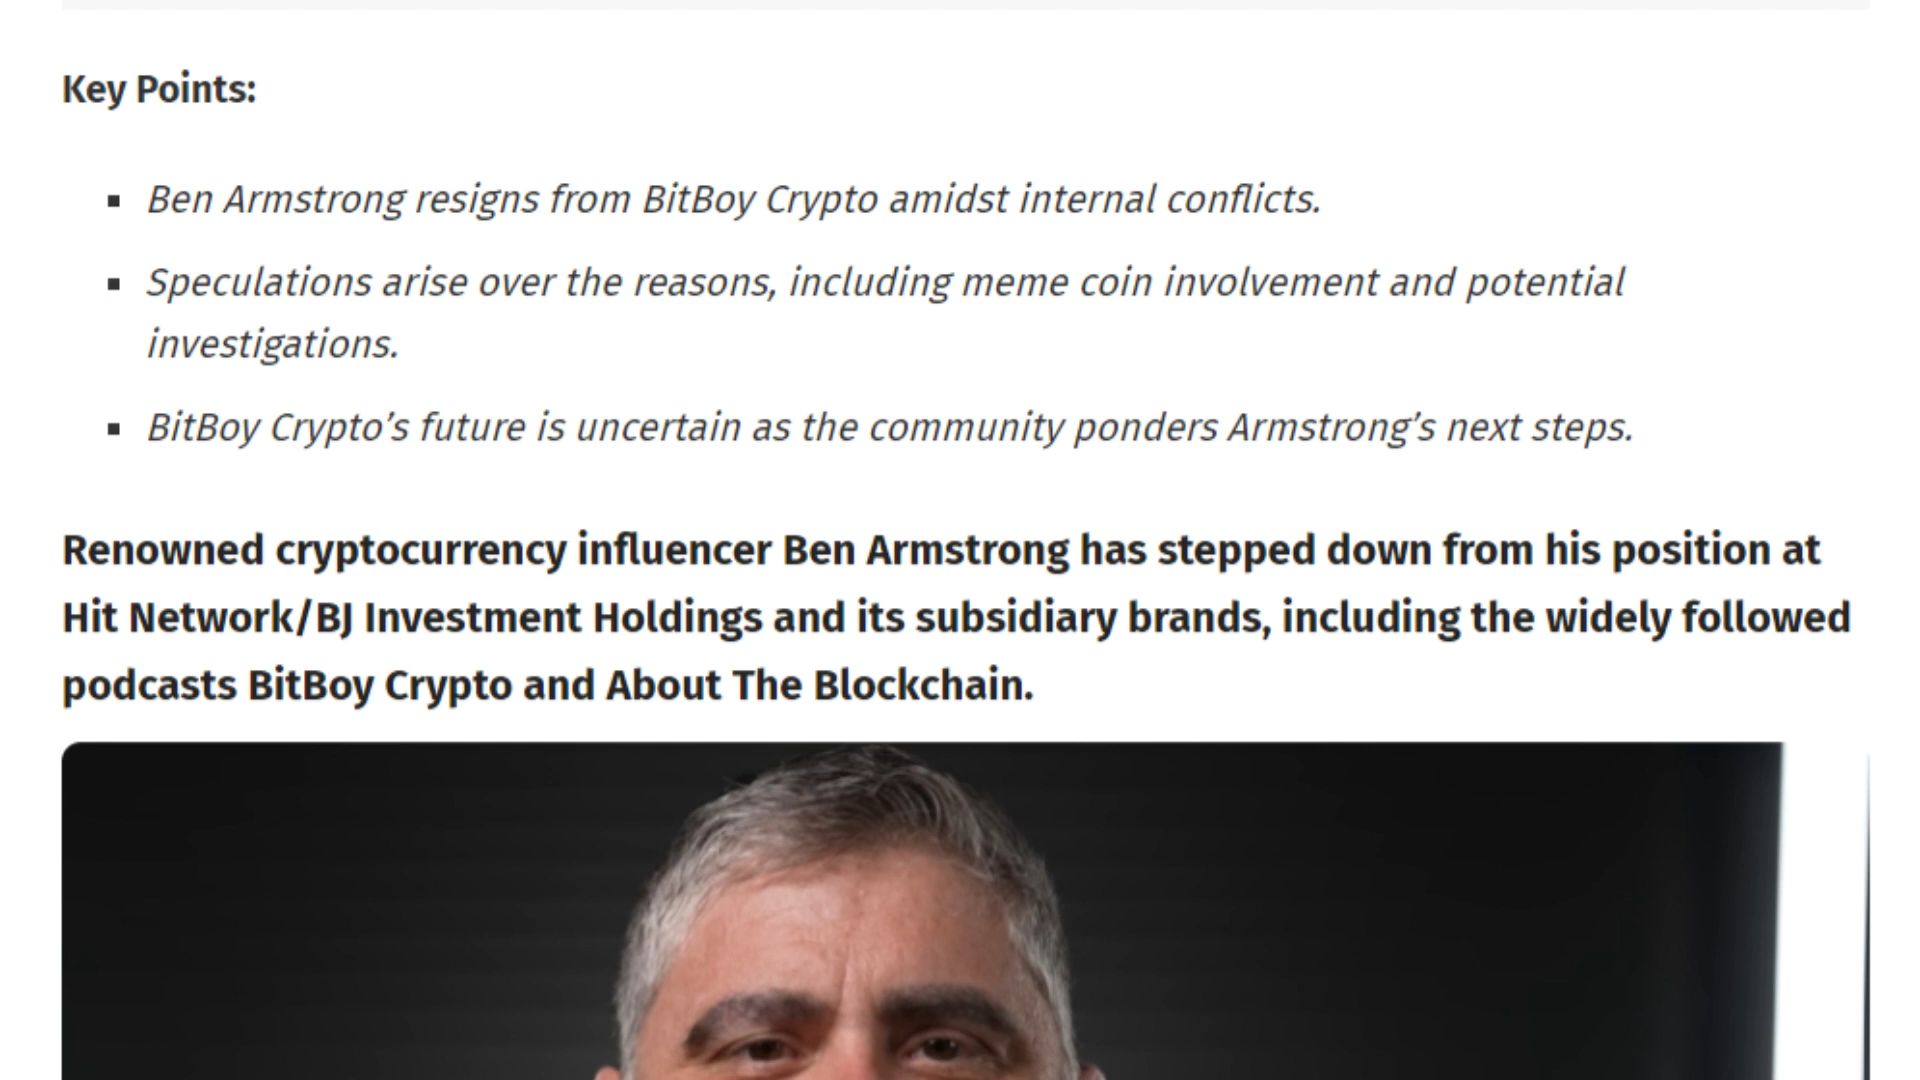 Key Points:
Ben Armstrong resigns from BitBoy Crypto amidst internal conflicts.
Speculations arise over the reasons, including meme coin involvement and potential
investigations.
BitBoy Crypto’s future is uncertain as the community ponders Armstrong’s next steps.
Renowned cryptocurrency influencer Ben Armstrong has stepped down from his position at
Hit Network/BJ Investment Holdings and its subsidiary brands, including the widely followed
podcasts BitBoy Crypto and About The Blockchain.